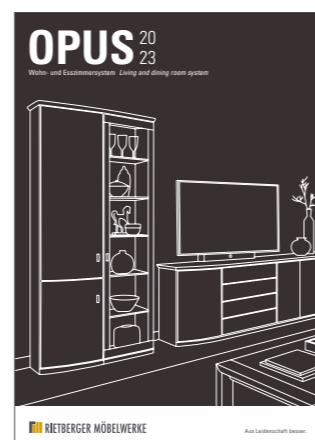 OPUS 20
23
Wohn- und Esszimmersystem Living and dining room system
RIETBERGER MÖBELWERKE
Aus Leidenschaft besser.